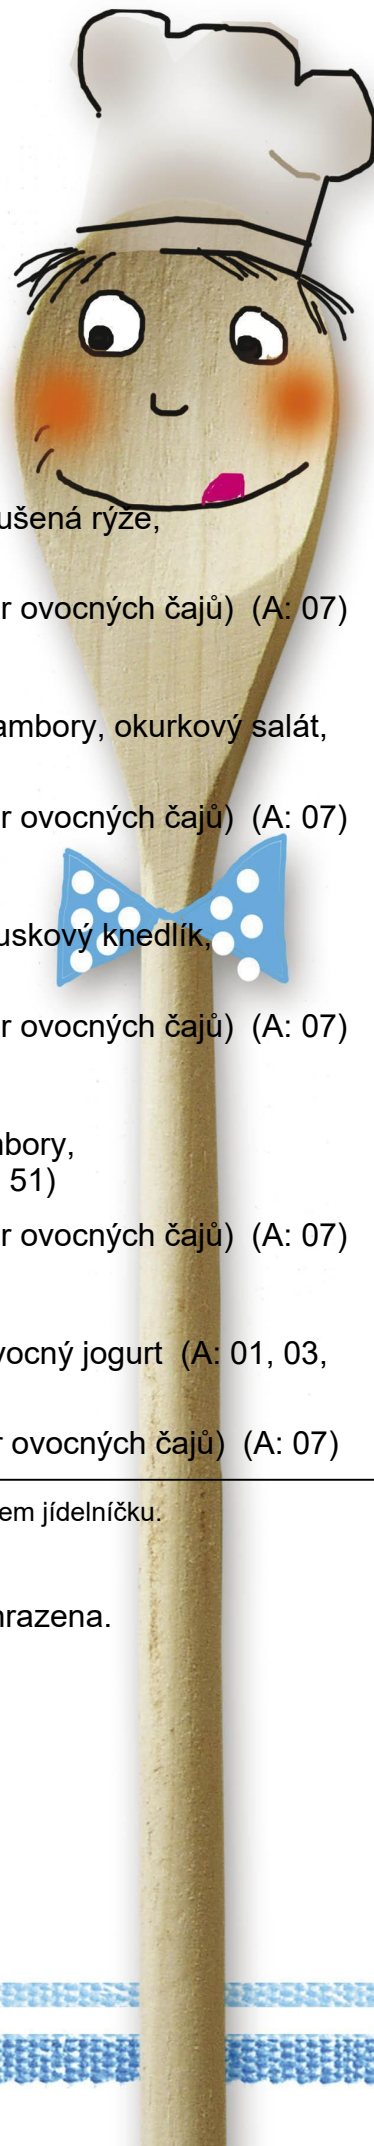 ušená rýže,
r ovocných čajů) (A: 07)
ambory, okurkový salát,
r ovocných čajů) (A: 07)
uskový knedlík,
r ovocných čajů) (A: 07)
bory,
51)
r ovocných čajů) (A: 07)
vocný jogurt (A: 01, 03,
r ovocných čajů) (A: 07)
em jídelníčku.
hrazena.